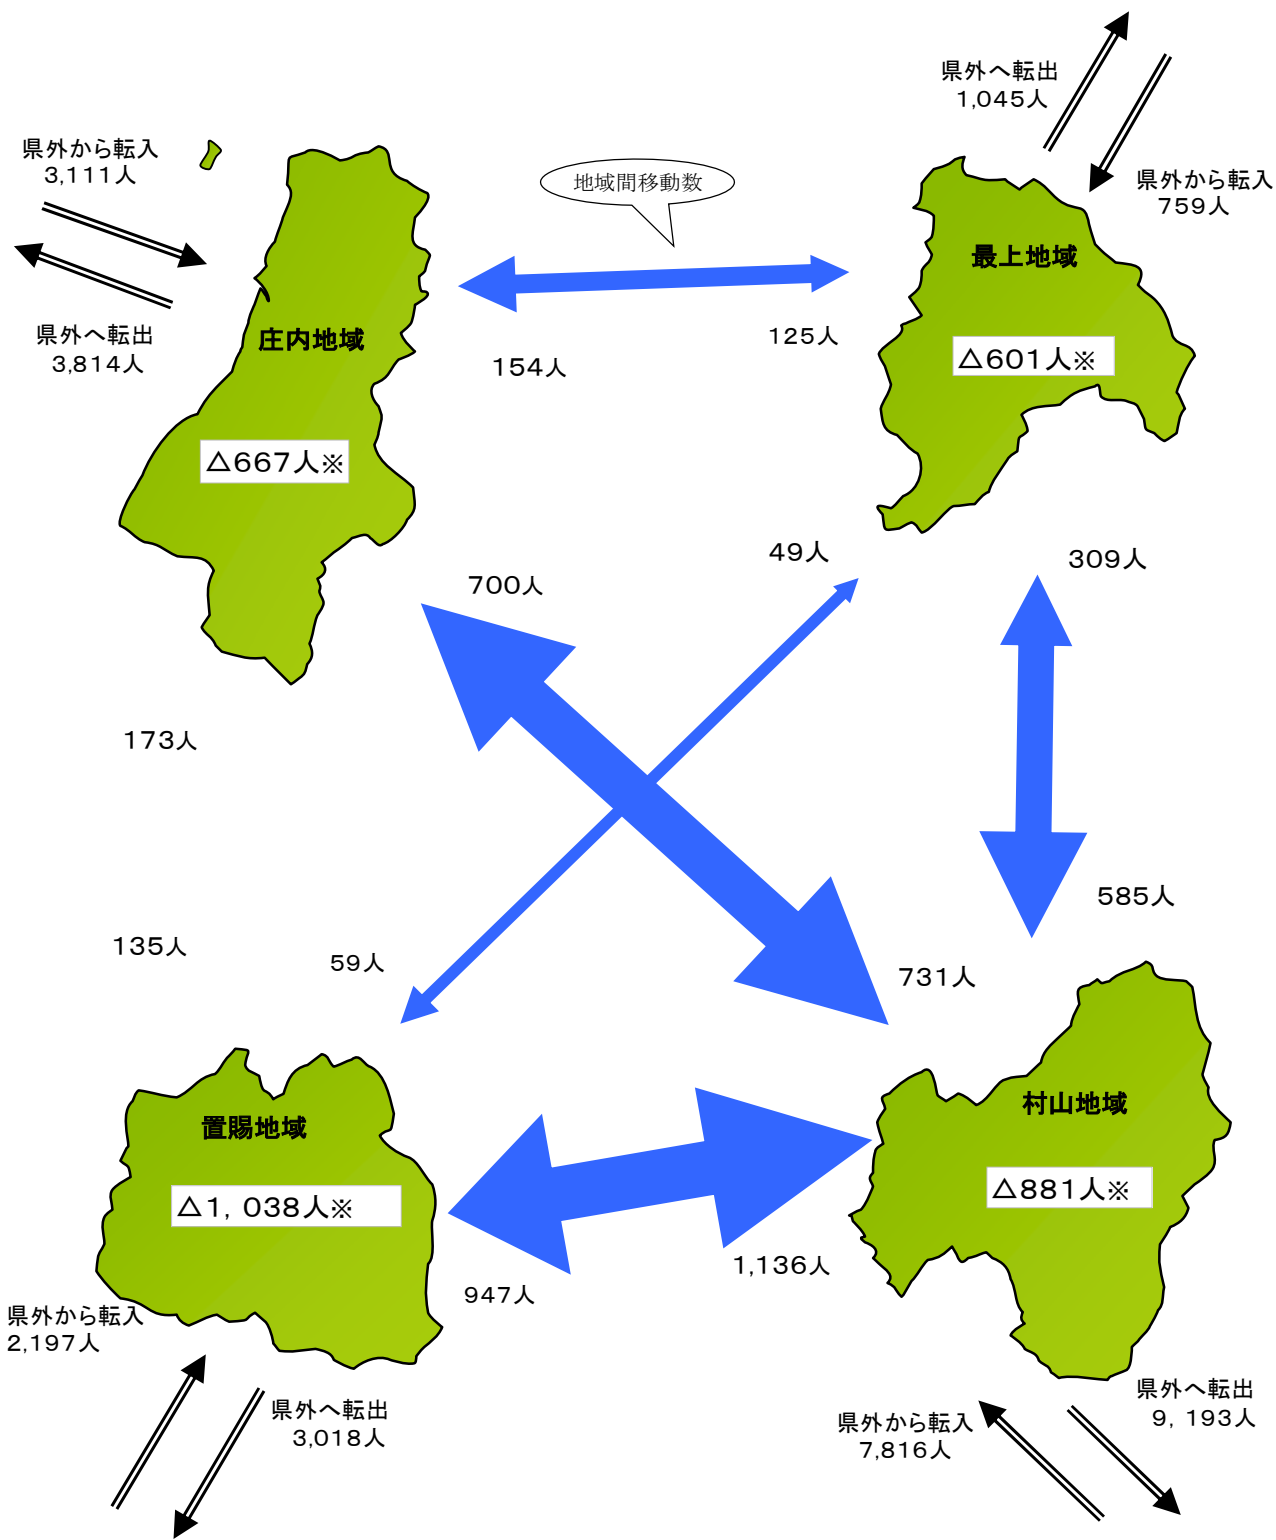 県外へ転出
1,045人
県外から転入
3,111人
地域間移動数
県外から転入
759人
最上地域
県外へ転出
3,814人
庄内地域
125人
154人
△601人※
△667人※
49人
309人
700人
173人
585人
135人
59人
731人
置賜地域
村山地域
△1, 038人※
△881人※
1,136人
947人
県外から転入
2,197人
県外へ転出
9, 193人
県外へ転出
3,018人
県外から転入
7,816人